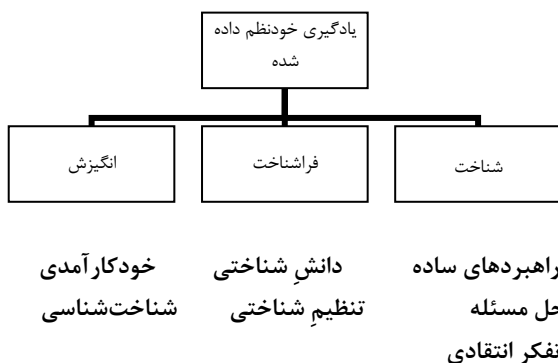 یادگیری خودنظم داده
شده
شناخت
فراشناخت
انگیزش
راهبردهای ساده
حل مسئله
تفکر انتقادی
دانشِ شناختی
تنظیمِ شناختی
خودکارآمدی
شناخت‌شناسی